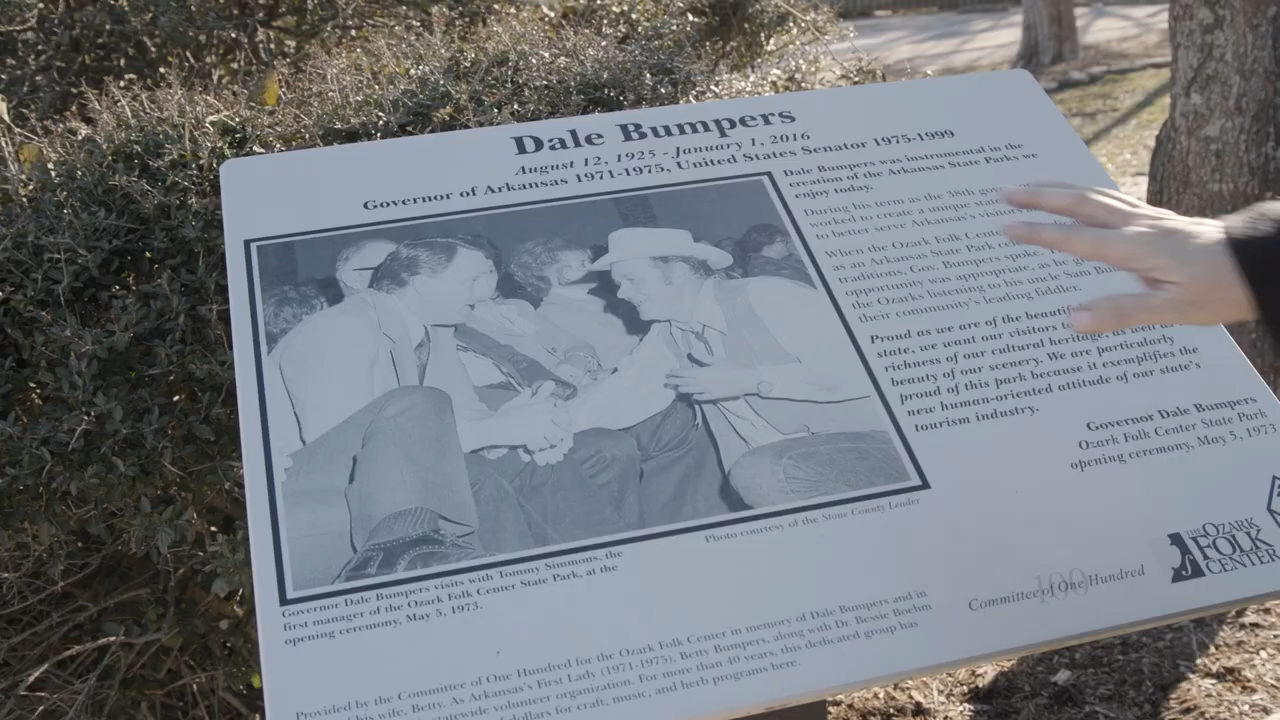 Dale Bumpers
August 12, 1925 - January 1, 2016
Governor of Arkansas 1971-1975, United States Senator 1975-1999
Dale Bumpers was instrumental in the
creation of the Arkansas State Parks we
enjoy today.
During his term as the 38th
worked to create a unique
to better serve Arkansas's visitors
When the Ozark Folk
as an Arkansas State Park
traditions, Gov. Bumpers spoke,
opportunity was appropriate, as
the Ozarks listening to his uncle Sam
their community's leading fiddler.
Proud as we are of the
state, we want our visitors
richness of our cultural heritage, as well as
beauty of our scenery. We are particularly
proud of this park because it exemplifies the
new human-oriented attitude of our state's
tourism industry.
Governor Dale Bumpers
Ozark Folk Center State Park
opening ceremony, May 5, 1973
Photo courtesy of the Stone County Leader
Governor Dale Bumpers visits with Tommy Simmons, the
first manager of the Ozark Folk Center State Park, at the
opening ceremony, May 5, 1973.
100
Committee of One Hundred
THE OZARK
FOLK
CENTER
Provided by the Committee of One Hundred for the Ozark Folk Center in memory of Dale Bumpers and in
his wife, Betty. As Arkansas's First Lady (1971-1975), Betty Bumpers, along with Dr. Bessie Boehm
statewide volunteer organization. For more than 40 years, this dedicated group has
dollars for craft, music, and herb programs here.